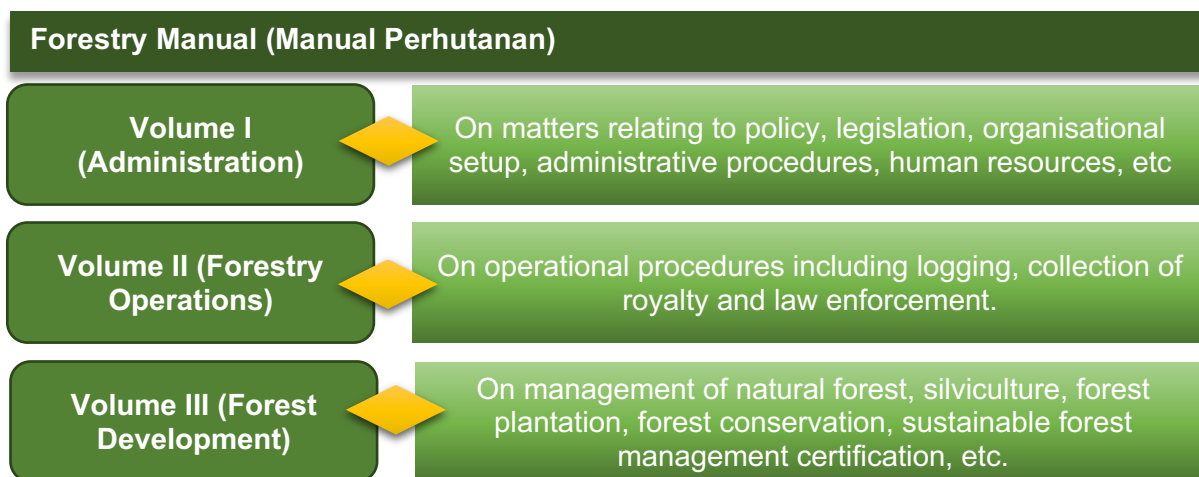 Forestry Manual (Manual Perhutanan)
Volume I
(Administration)
On matters relating to policy, legislation, organisational
setup, administrative procedures, human resources, etc
Volume II (Forestry
Operations)
On operational procedures including logging, collection of
royalty and law enforcement.
Volume III (Forest
Development)
On management of natural forest, silviculture, forest
plantation, forest conservation, sustainable forest
management certification, etc.